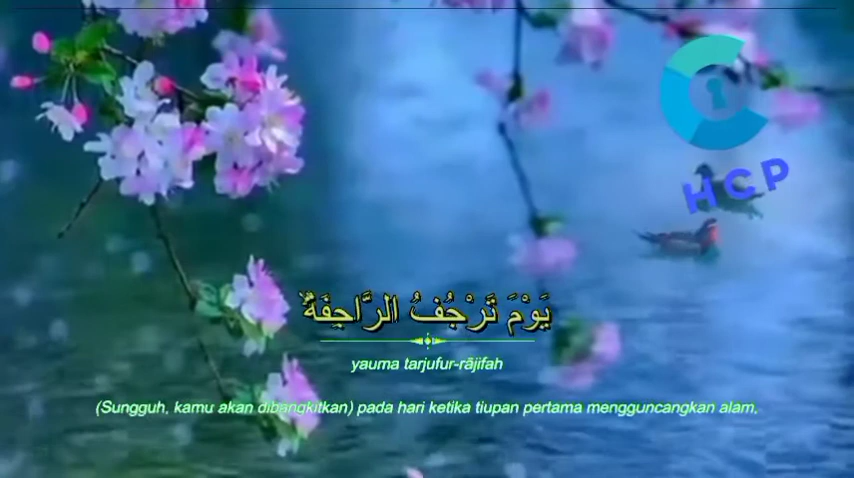 HCP
يَوْمَ تَرْجُفُ الرَّاجِفَةُۙ
yauma tarjufur-rājifah
(Sungguh, kamu akan dibangkitkan) pada hari ketika tiupan pertama mengguncangkan alam,